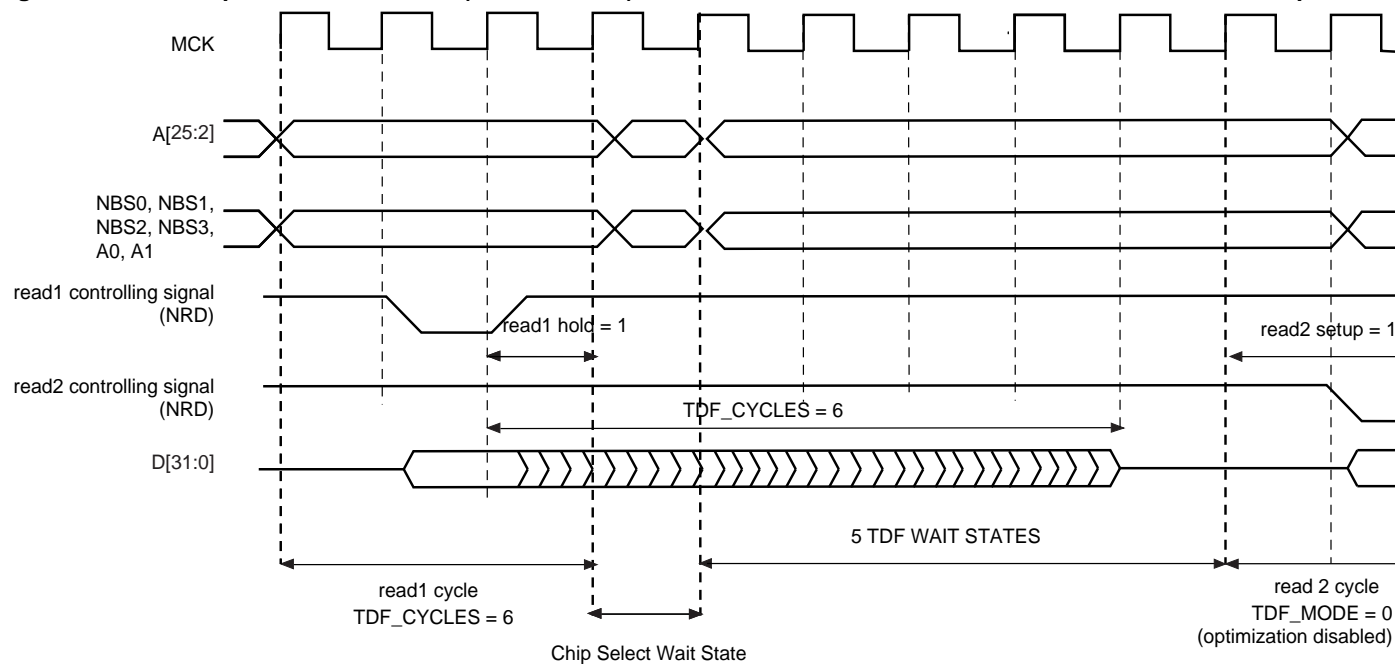 MCK
A[25:2]
NBS0, NBS1,
NBS2, NBS3,
A0, A1
read1 controlling signal
(NRD)
read1 hold = 1
read2 setup = 1
read2 controlling signal
(NRD)
TDF_CYCLES = 6
D[31:0]
5 TDF WAIT STATES
read1 cycle
TDF_CYCLES = 6
read 2 cycle
TDF_MODE = 0
(optimization disabled)
Chip Select Wait State